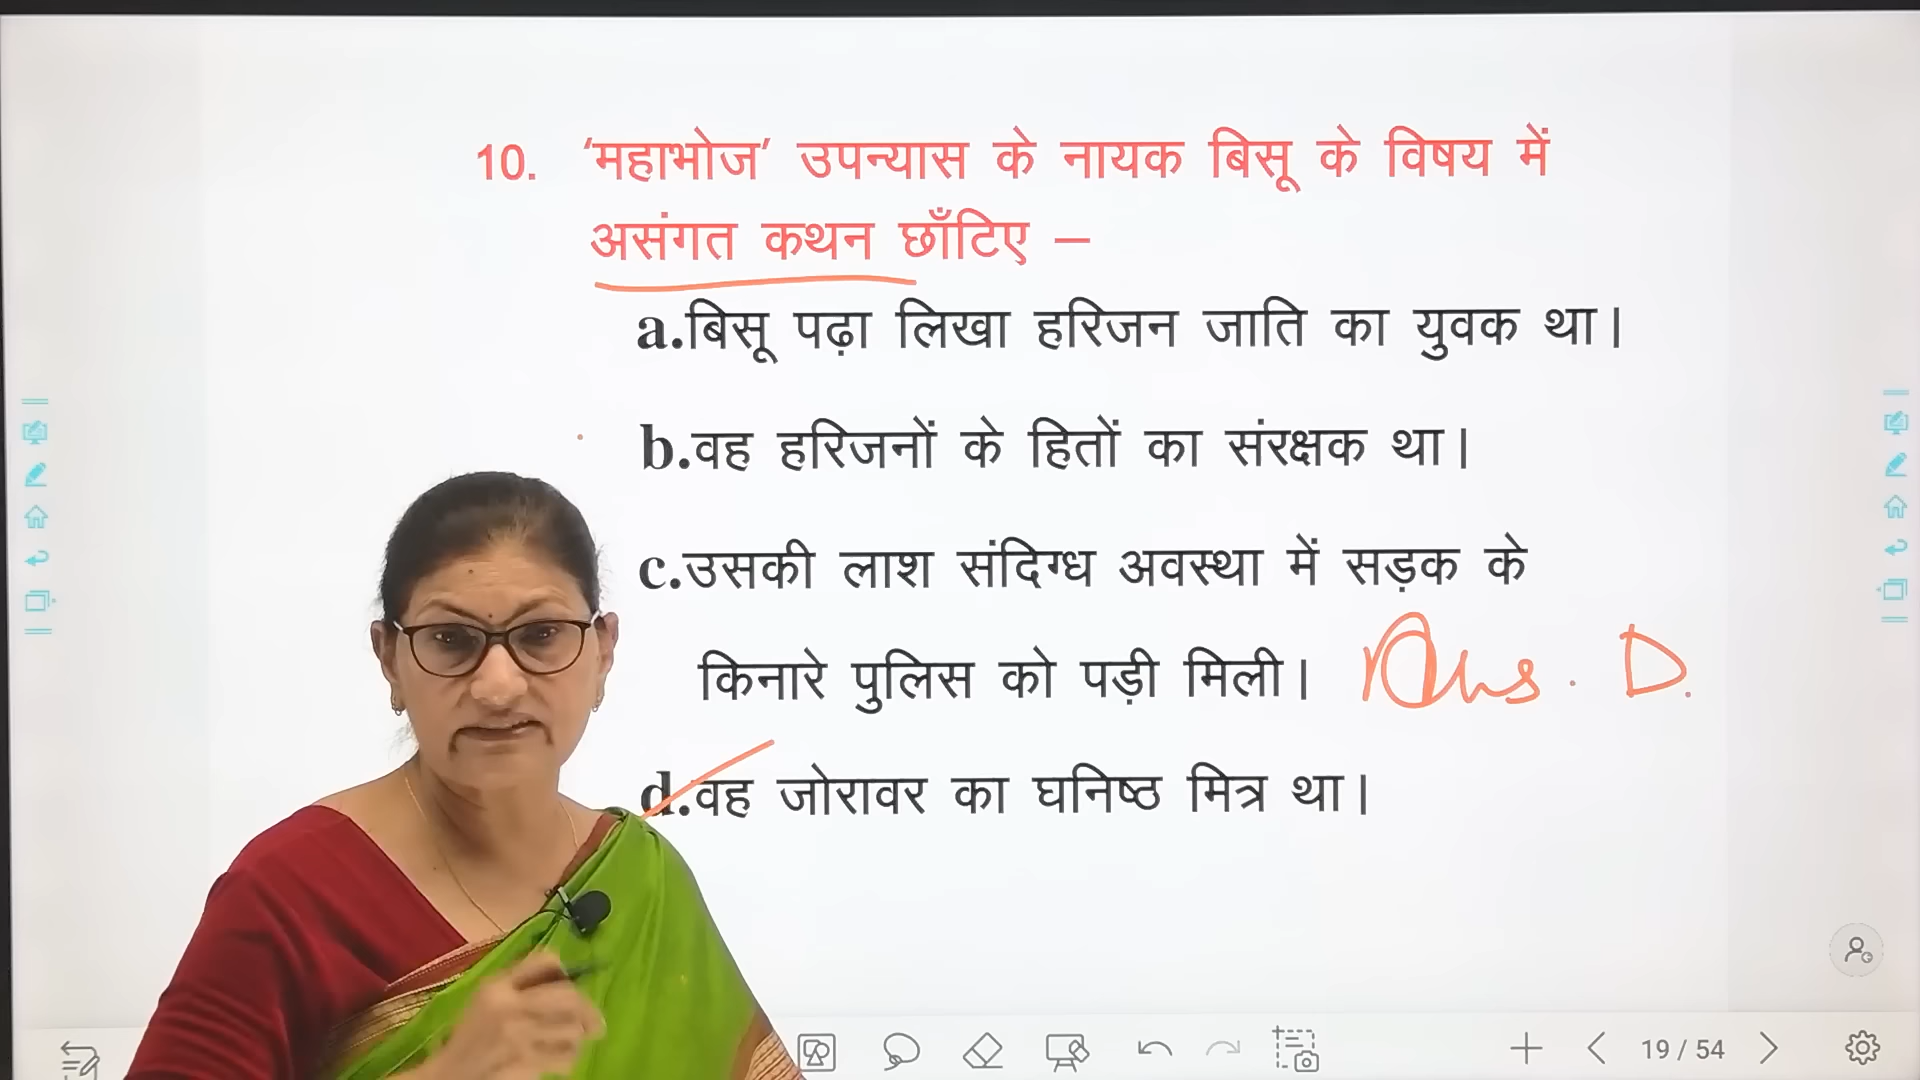 10. ‘महाभोज’ उपन्यास के नायक बिसू के विषय में
असंगत कथन छाँटिए –
a.बिसू पढ़ा लिखा हरिजन जाति का युवक था।
b.वह हरिजनों के हितों का संरक्षक था।
c.उसकी लाश संदिग्ध अवस्था में सड़क के
किनारे पुलिस को पड़ी मिली।
Ans. D.
d.वह जोरावर का घनिष्ठ मित्र था।
19 / 54